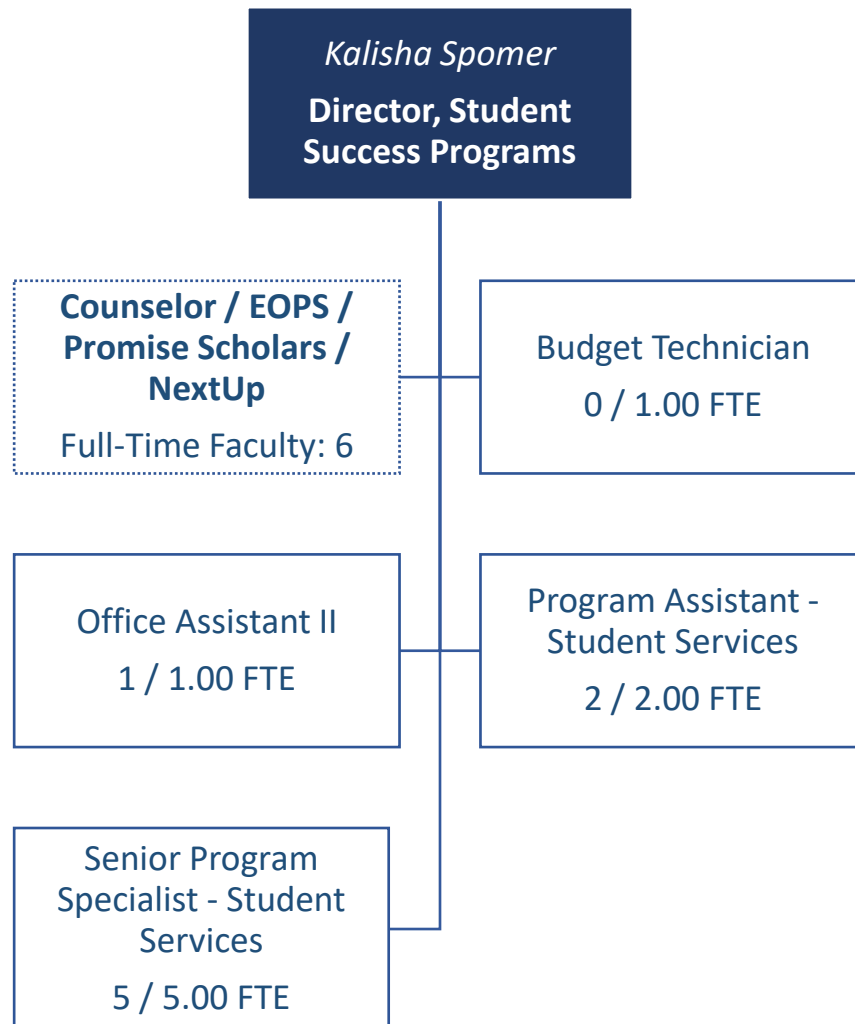 Kalisha Spomer
Director, Student
Success Programs
Counselor / EOPS /
Promise Scholars /
NextUp
Full-Time Faculty: 6
Budget Technician
0 / 1.00 FTE
Office Assistant II
1 / 1.00 FTE
Program Assistant -
Student Services
2 / 2.00 FTE
Senior Program
Specialist - Student
Services
5 / 5.00 FTE